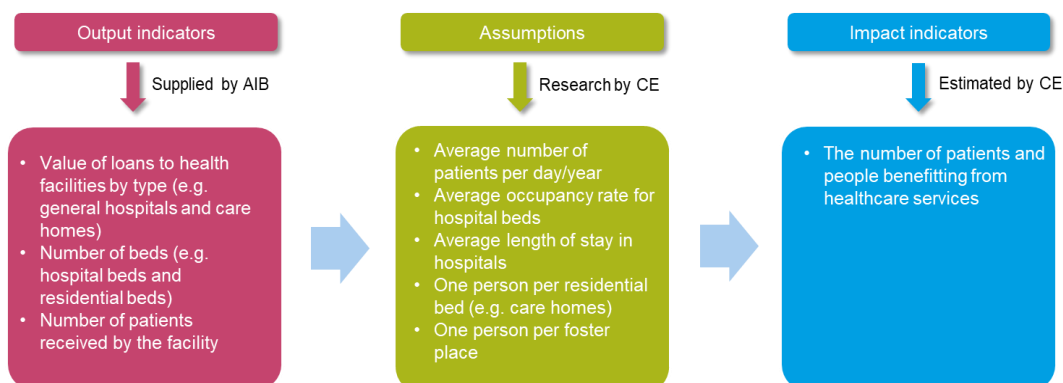 Output indicators
Supplied by AIB
• Value of loans to health
facilities by type (e.g.
general hospitals and care
homes)
• Number of beds (e.g.
hospital beds and
residential beds)
• Number of patients
received by the facility
Assumptions
Research by CE
• Average number of
patients per day/year
• Average occupancy rate for
hospital beds
• Average length of stay in
hospitals
• One person per residential
bed (e.g. care homes)
• One person per foster
place
Impact indicators
Estimated by CE
• The number of patients and
people benefitting from
healthcare services